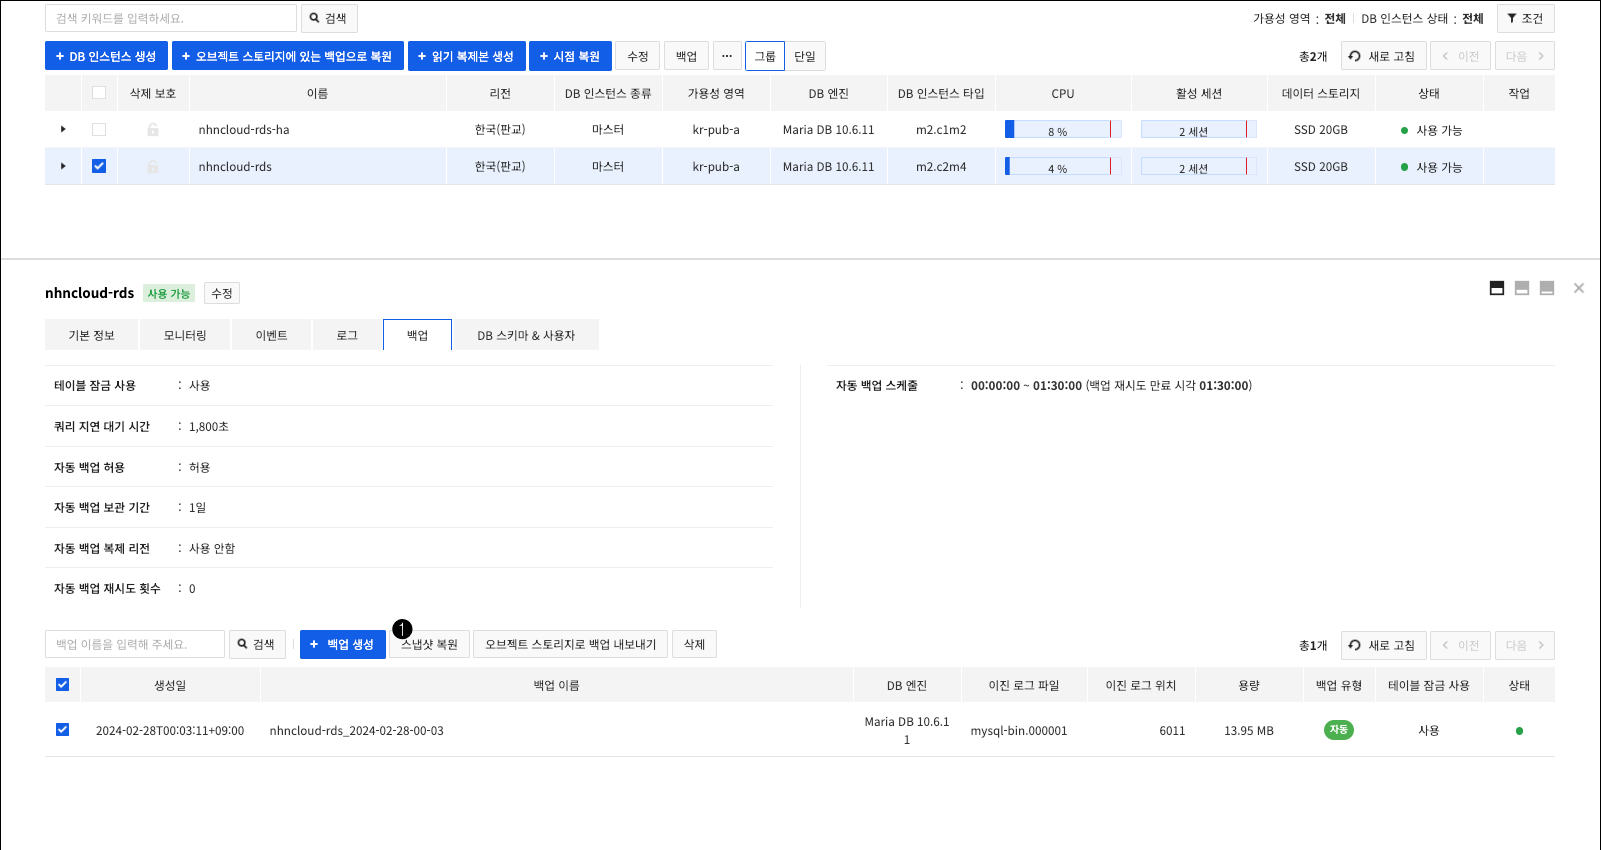 검색 키워드를 입력하세요. 검색 가용성 영역 : 전체 DB 인스턴스 상태 : 전체 조건
+ DB 인스턴스 생성 + 오브젝트 스토리지에 있는 백업으로 복원 + 읽기 복제본 생성 + 시점 복원 수정 백업 ··· 그룹 단일 총2개 새로 고침 < 이전 다음 >
삭제 보호 이름 리전 DB 인스턴스 종류 가용성 영역 DB 엔진 DB 인스턴스 타입 CPU 활성 세션 데이터 스토리지 상태 작업
nhncloud-rds-ha 한국(판교) 마스터 kr-pub-a Maria DB 10.6.11 m2.c1m2 8 % 2 세션 SSD 20GB 사용 가능
nhncloud-rds 한국(판교) 마스터 kr-pub-a Maria DB 10.6.11 m2.c2m4 4 % 2 세션 SSD 20GB 사용 가능
nhncloud-rds 사용 가능 수정
기본 정보 모니터링 이벤트 로그 백업 DB 스키마 & 사용자
테이블 잠금 사용 : 사용 자동 백업 스케줄 : 00:00:00 ~ 01:30:00 (백업 재시도 만료 시각 01:30:00)
쿼리 지연 대기 시간 : 1,800초
자동 백업 허용 : 허용
자동 백업 보관 기간 : 1일
자동 백업 복제 리전 : 사용 안함
자동 백업 재시도 횟수 : 0
1
백업 이름을 입력해 주세요. 검색 + 백업 생성 스냅샷 복원 오브젝트 스토리지로 백업 내보내기 삭제 총1개 새로 고침 < 이전 다음 >
생성일 백업 이름 DB 엔진 이진 로그 파일 이진 로그 위치 용량 백업 유형 테이블 잠금 사용 상태
2024-02-28T00:03:11+09:00 nhncloud-rds_2024-02-28-00-03 Maria DB 10.6.1 mysql-bin.000001 6011 13.95 MB 자동 사용
1